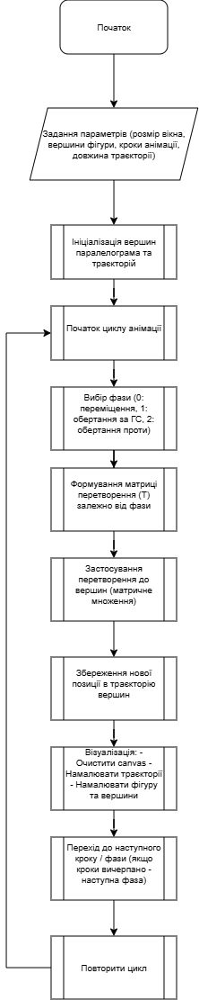 Початок
Задання параметрів (розмір вікна,
вершини фігури, кроки анімації,
довжина траєкторії)
Ініціалізація вершин
паралелограма та
траєкторій
Початок циклу анімації
Вибір фази (0:
переміщення, 1:
обертання за ГС, 2:
обертання проти)
Формування матриці
перетворення (T)
залежно від фази
Застосування
перетворення до
вершин (матричне
множення)
Збереження нової
позиції в траєкторію
вершин
Візуалізація: -
Очистити canvas -
Намалювати траєкторії
- Намалювати фігуру
та вершини
Перехід до наступного
кроку / фази (якщо
кроки вичерпано -
наступна фаза)
Повторити цикл